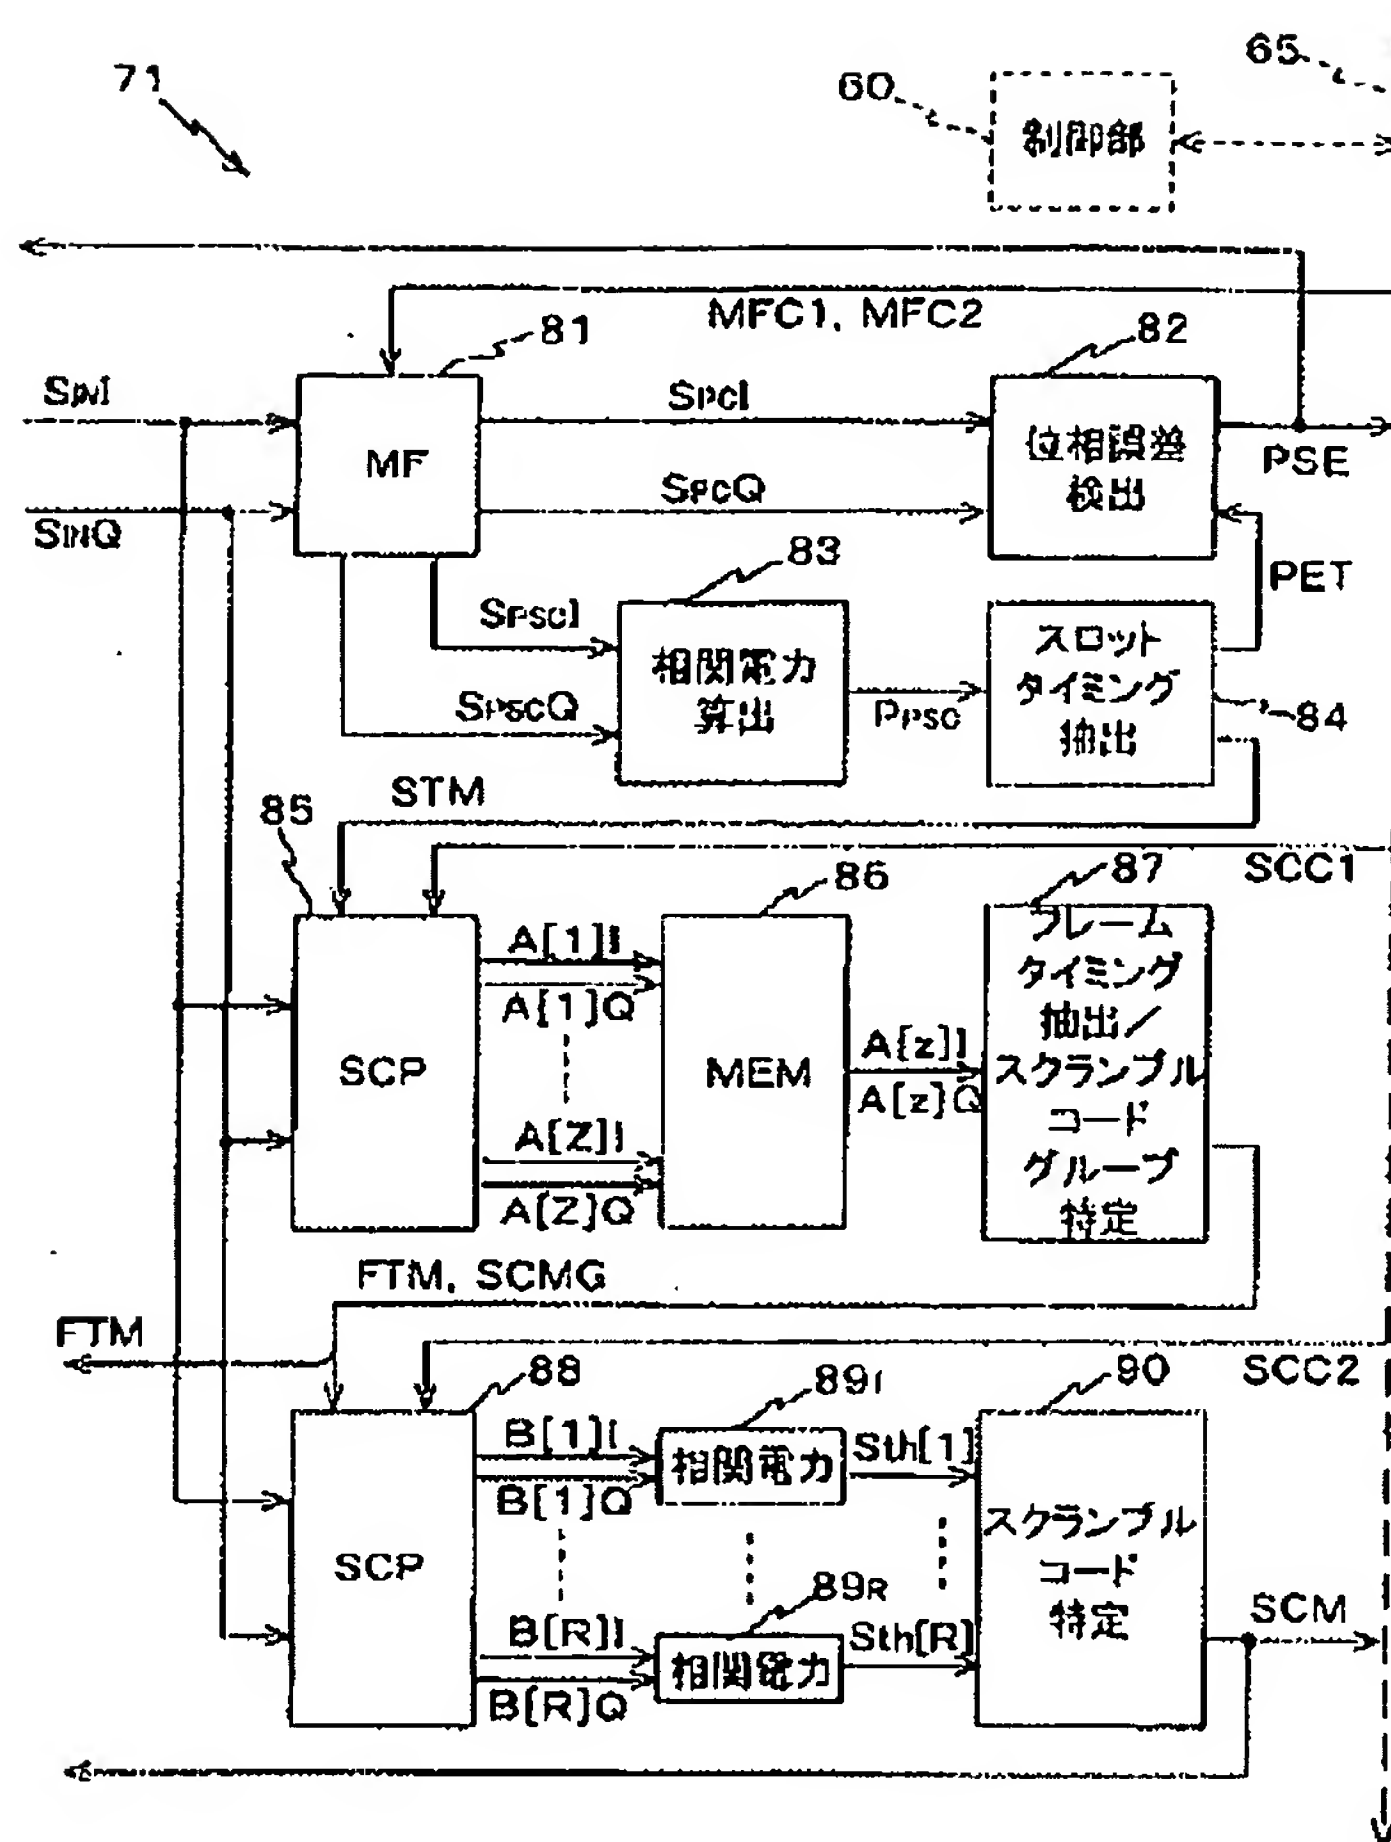 71
60
65
制御部
MFC1, MFC2
81
82
SINI
SPCI
MF
位相誤差
検出
PSE
SINQ
SPCQ
83
PET
SPSCI
相関電力
算出
スロット
タイミング
抽出
SPSCQ
PPSC
84
STM
85
SCC1
86
87
A[1]I
A[1]Q
フレーム
タイミング
抽出/
スクランブル
コード
グループ
特定
SCP
MEM
A[z]I
A[z]Q
A[Z]I
A[Z]Q
FTM, SCMG
FTM
SCC2
88
891
90
B[1]I
相関電力
Sth[1]
B[1]Q
スクランブル
コード
特定
SCP
89R
SCM
B[R]I
相関電力
Sth[R]
B[R]Q